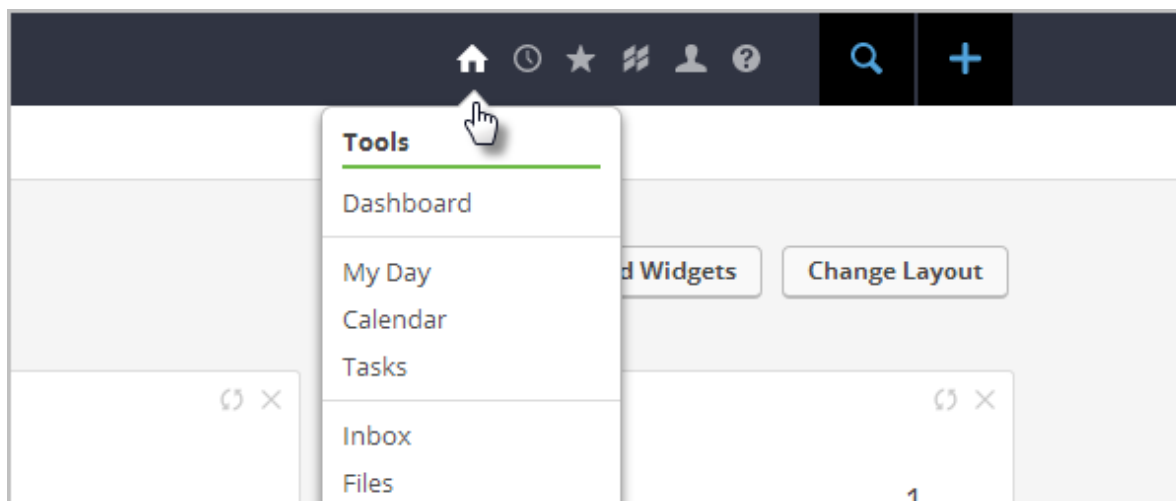 Tools
Dashboard
My Day
d Widgets
Change Layout
Calendar
Tasks
Inbox
Files
1